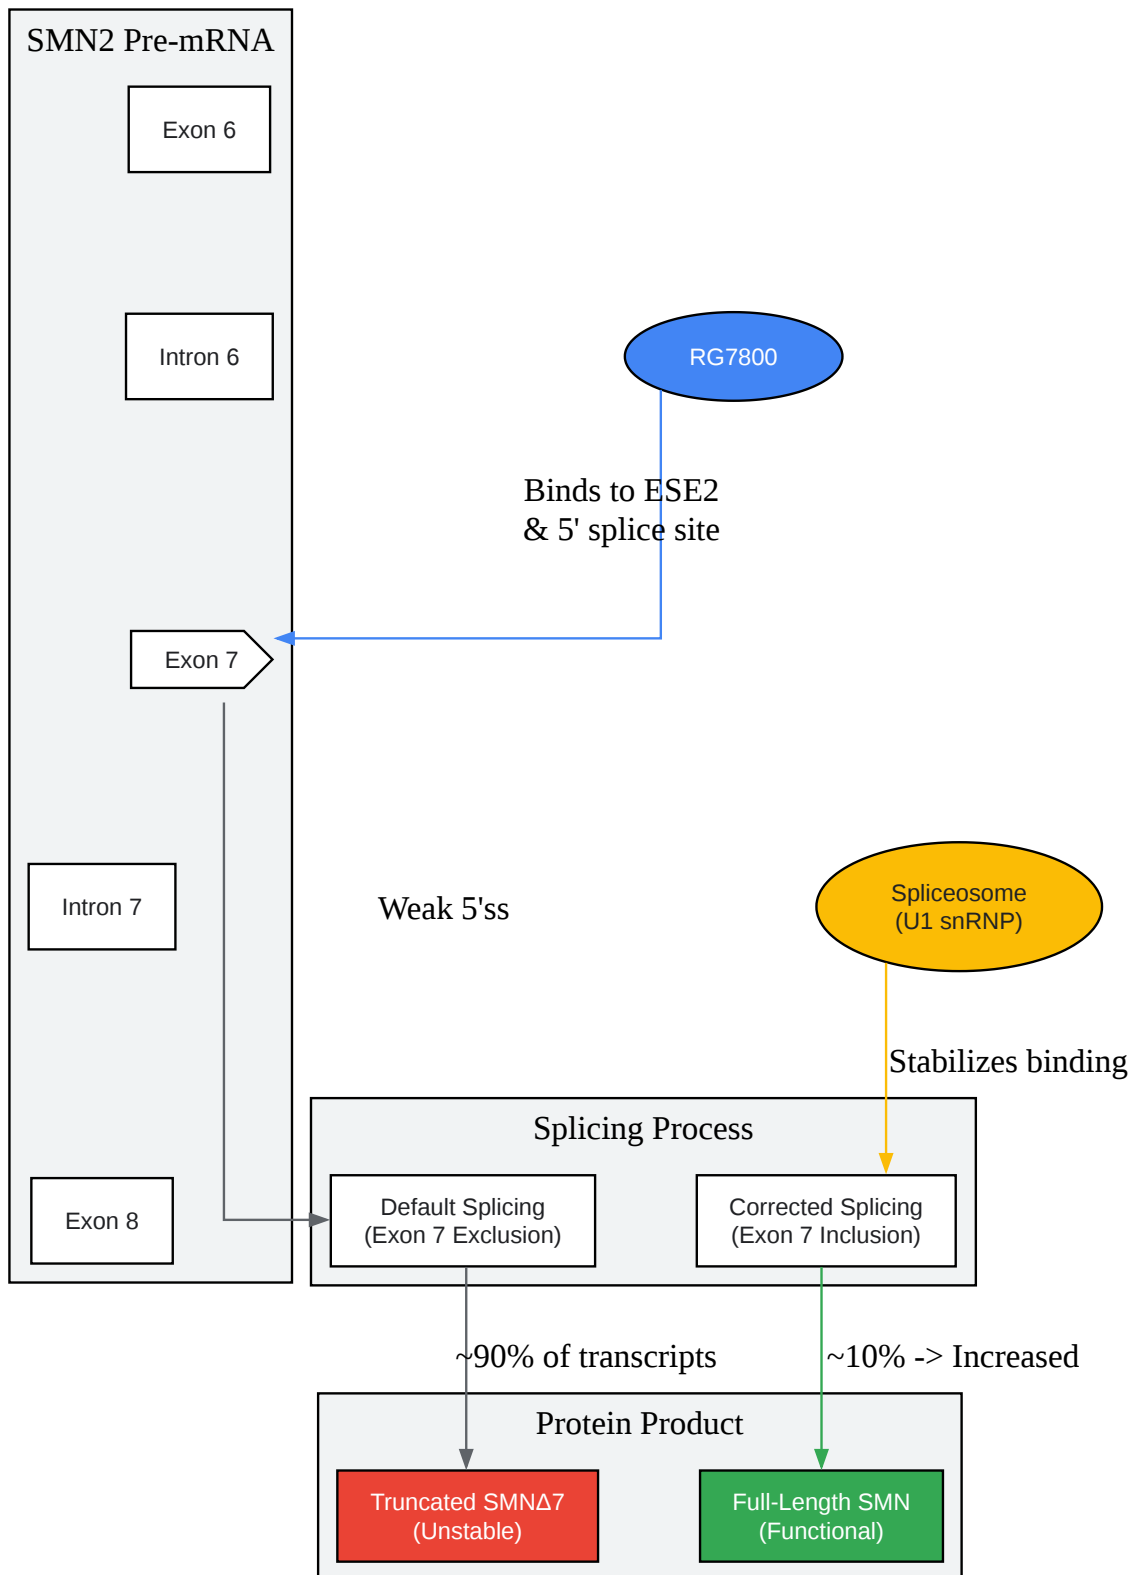 SMN2 Pre-mRNA
Exon 6
Intron 6
RG7800
Binds to ESE2
& 5' splice site
Exon 7
Intron 7
Weak 5'ss
Spliceosome
(U1 snRNP)
Stabilizes binding
Splicing Process
Exon 8
Default Splicing
(Exon 7 Exclusion)
Corrected Splicing
(Exon 7 Inclusion)
~90% of transcripts
~10% -> Increased
Protein Product
Truncated SMNΔ7
(Unstable)
Full-Length SMN
(Functional)